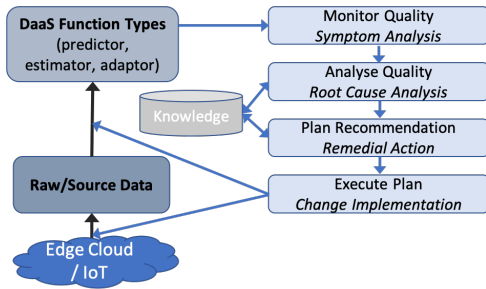 DaaS Function Types
(predictor,
estimator, adaptor)
Monitor Quality
Symptom Analysis
Analyse Quality
Root Cause Analysis
Knowledge
Plan Recommendation
Remedial Action
Raw/Source Data
Execute Plan
Change Implementation
Edge Cloud
/ IoT